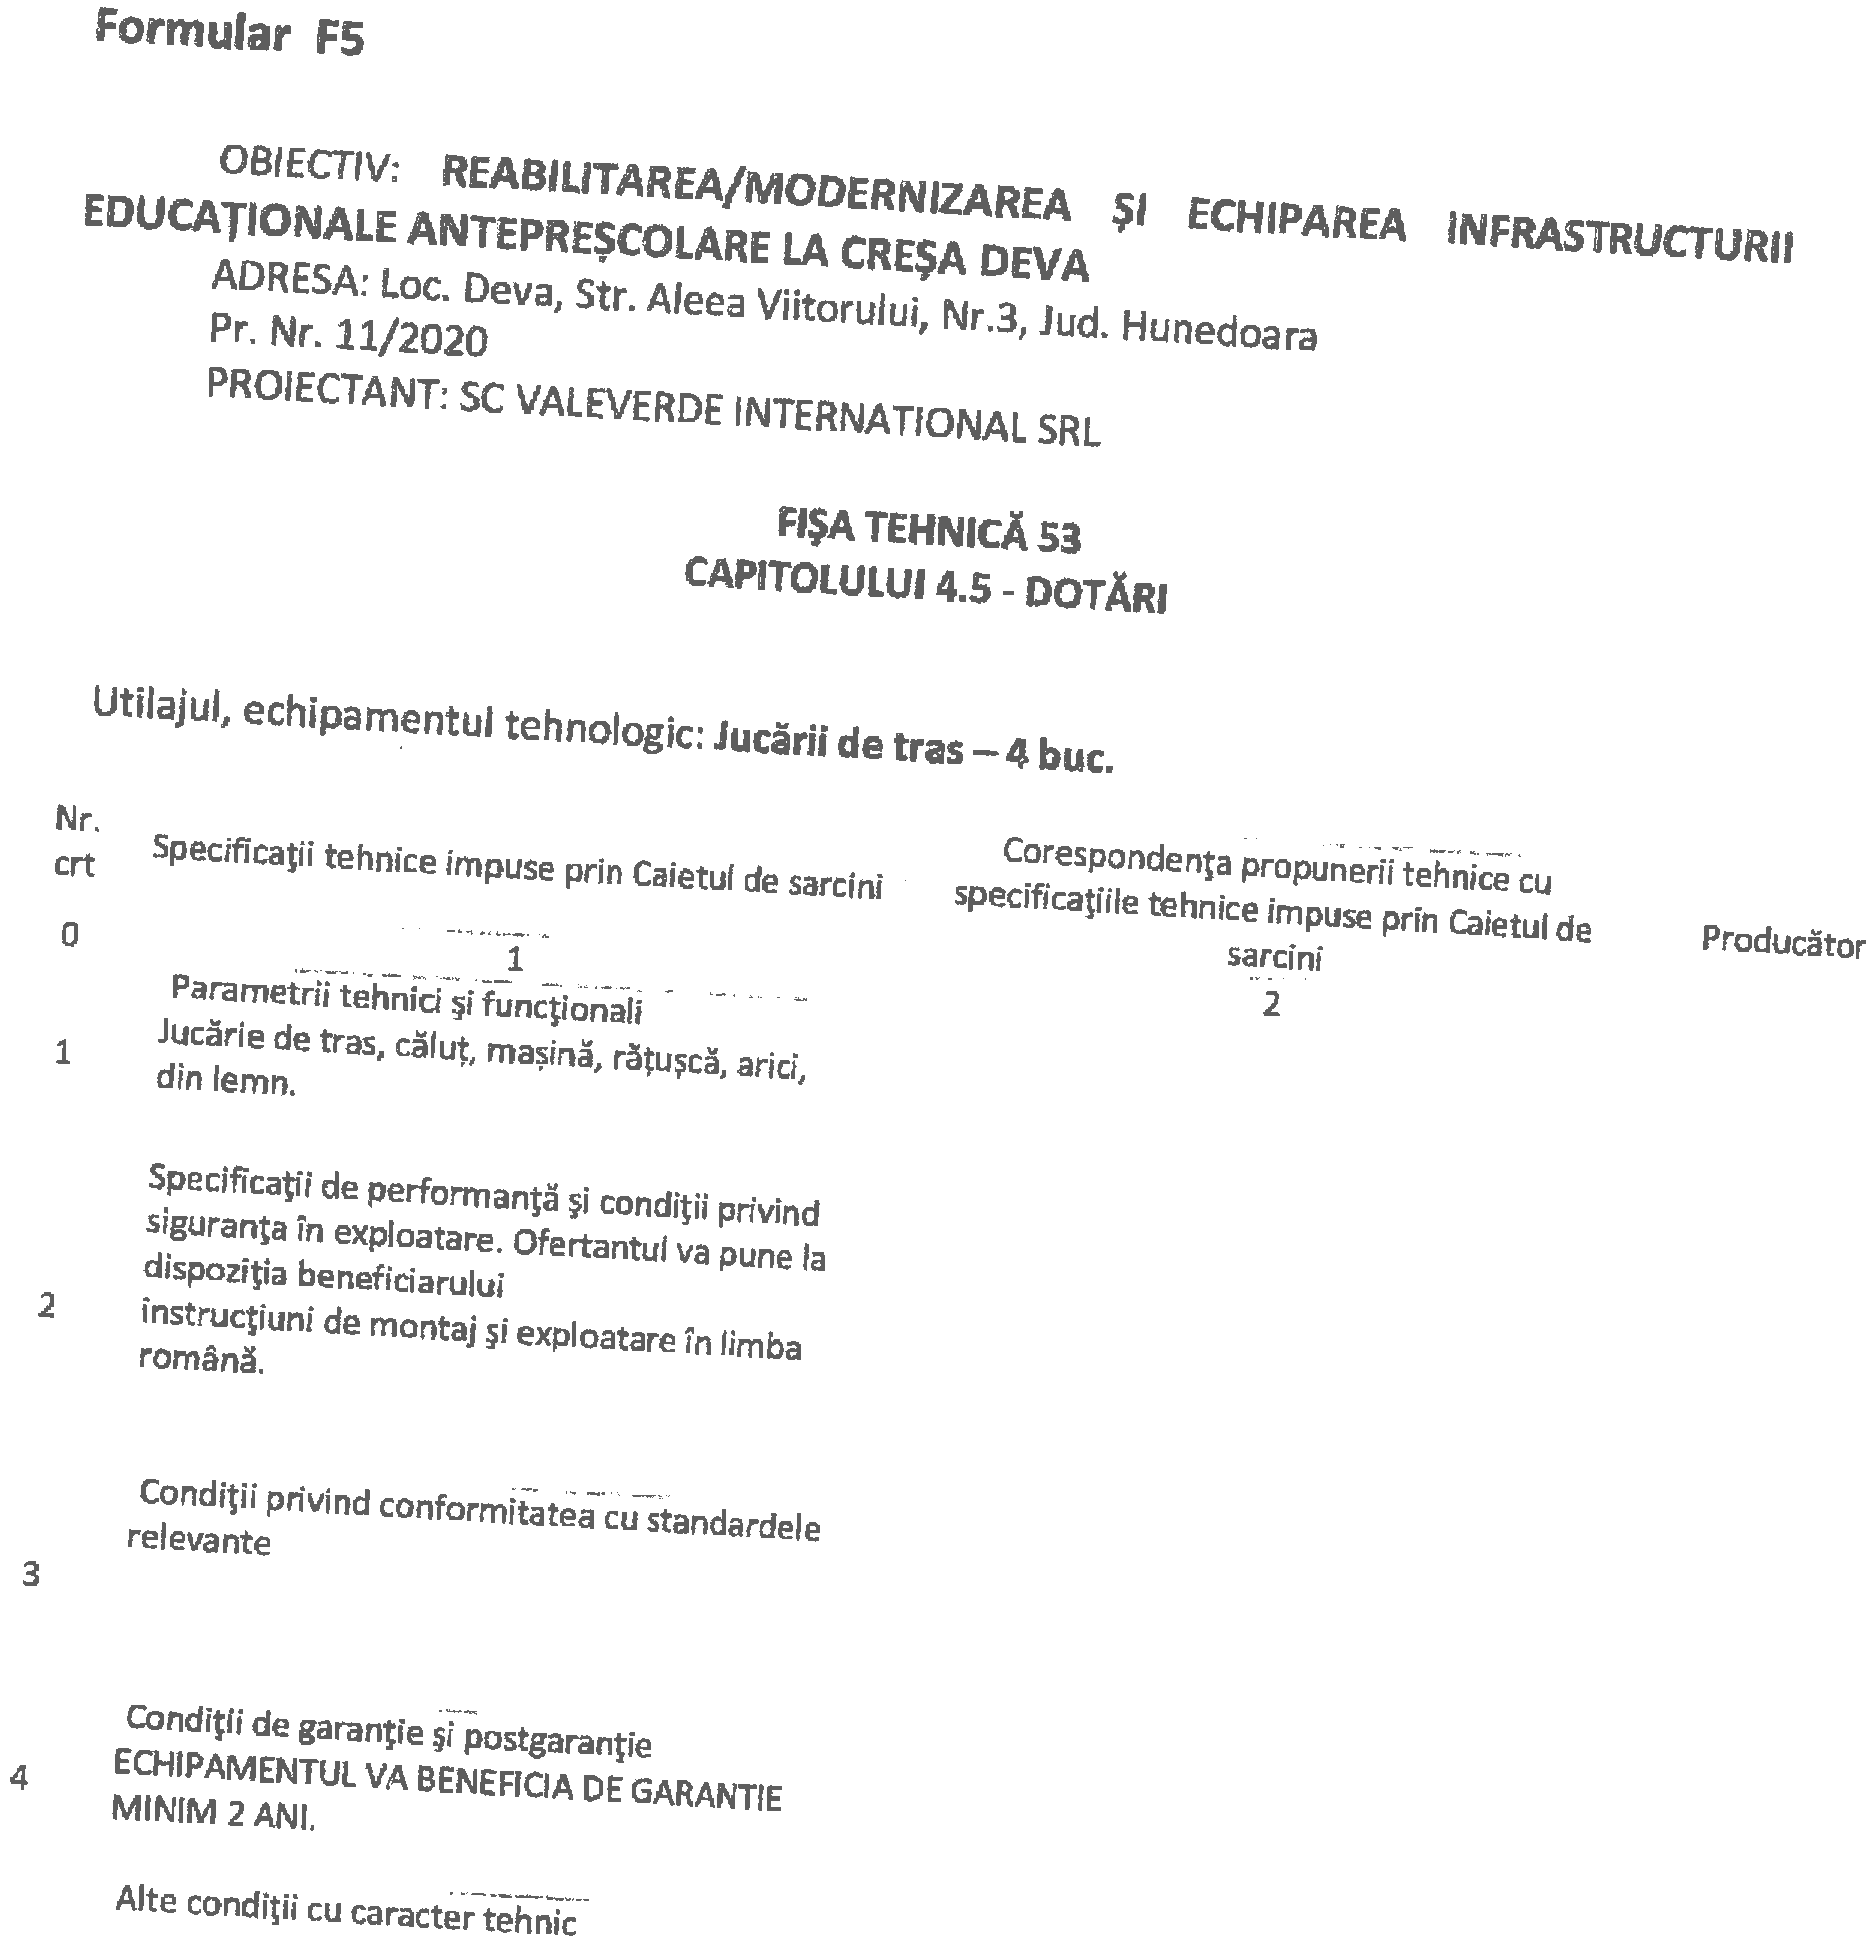 Formular F5
OBIECTIV: REABILITAREA/MODERNIZAREA ŞI ECHIPAREA INFRASTRUCTURII
EDUCAȚIONALE ANTEPREȘCOLARE LA CREȘA DEVA
ADRESA: Loc. Deva, Str. Aleea Viitorului, Nr.3, Jud. Hunedoara
Pr. Nr. 11/2020
PROIECTANT: SC VALEVERDE INTERNATIONAL SRL
FIŞA TEHNICĂ 53
CAPITOLULUI 4.5 - DOTĂRI
Utilajul, echipamentul tehnologic: Jucării de tras – 4 buc.
Nr.
crt
Specificaţii tehnice impuse prin Caietul de sarcini
Corespondenţa propunerii tehnice cu
specificaţiile tehnice impuse prin Caietul de
sarcini
Producător
0
1
2
Parametrii tehnici şi funcţionali
1
Jucărie de tras, căluț, mașină, rățușcă, arici,
din lemn.
Specificaţii de performanţă şi condiţii privind
siguranţa în exploatare. Ofertantul va pune la
dispoziţia beneficiarului
2
instrucţiuni de montaj şi exploatare în limba
română.
Condiţii privind conformitatea cu standardele
relevante
3
Condiţii de garanţie şi postgaranţie
4
ECHIPAMENTUL VA BENEFICIA DE GARANTIE
MINIM 2 ANI.
Alte condiţii cu caracter tehnic